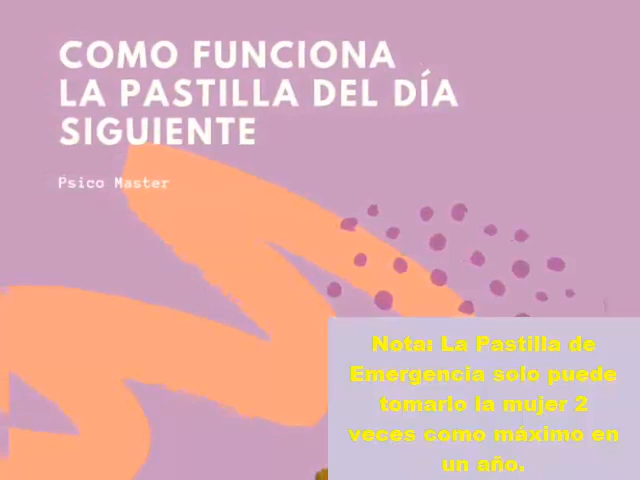 COMO FUNCIONA
LA PASTILLA DEL DÍA
SIGUIENTE
Psico Master
Nota: La Pastilla de
Emergencia solo puede
tomarlo la mujer 2
veces como máximo en
un año.